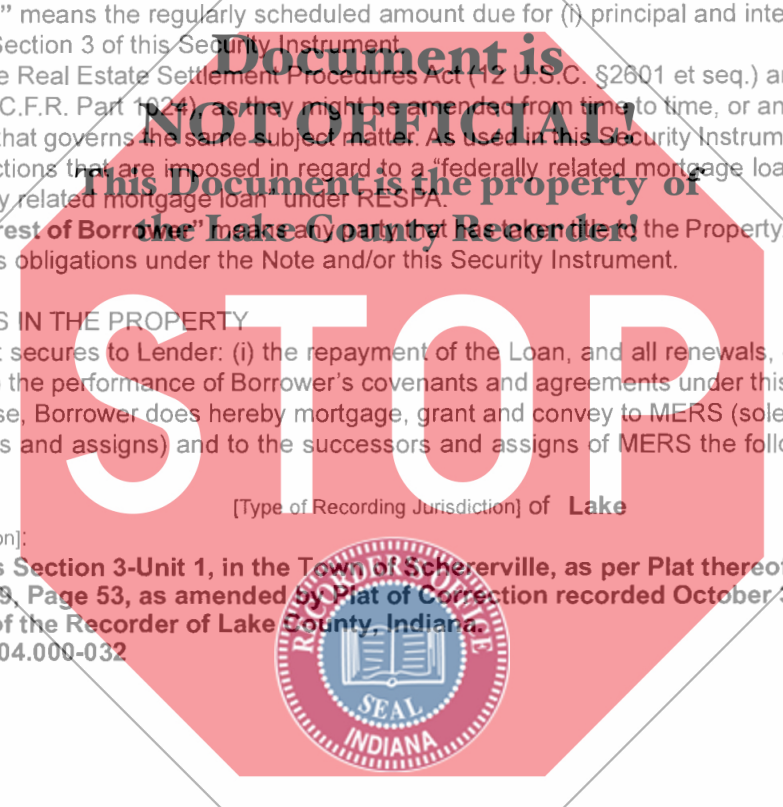 ” means the regularly scheduled amount due for (i) principal and inte
Section 3 of this Security Instrument.
Document is
e Real Estate Settlement Procedures Act (12 U.S.C. §2601 et seq.) a
C.F.R. Part 1024), as they might be amended from time to time, or an
NOT OFFICIAL!
that governs the same subject matter. As used in this Security Instrum
ctions that are imposed in regard to a “federally related mortgage loa
This Document is the property of
y related mortgage loan” under RESPA.
rest of Borrower” means any party that has taken title to the Property
the Lake County Recorder!
s obligations under the Note and/or this Security Instrument.
S IN THE PROPERTY
STOP
t secures to Lender: (i) the repayment of the Loan, and all renewals,
the performance of Borrower’s covenants and agreements under this
se, Borrower does hereby mortgage, grant and convey to MERS (sole
s and assigns) and to the successors and assigns of MERS the follo
[Type of Recording Jurisdiction] of Lake
on]:
s Section 3-Unit 1, in the Town of Schererville, as per Plat thereof
9, Page 53, as amended by Plat of Correction recorded October
of the Recorder of Lake County, Indiana.
04.000-032
RECORDER'S OFFICE
SEAL
INDIANA